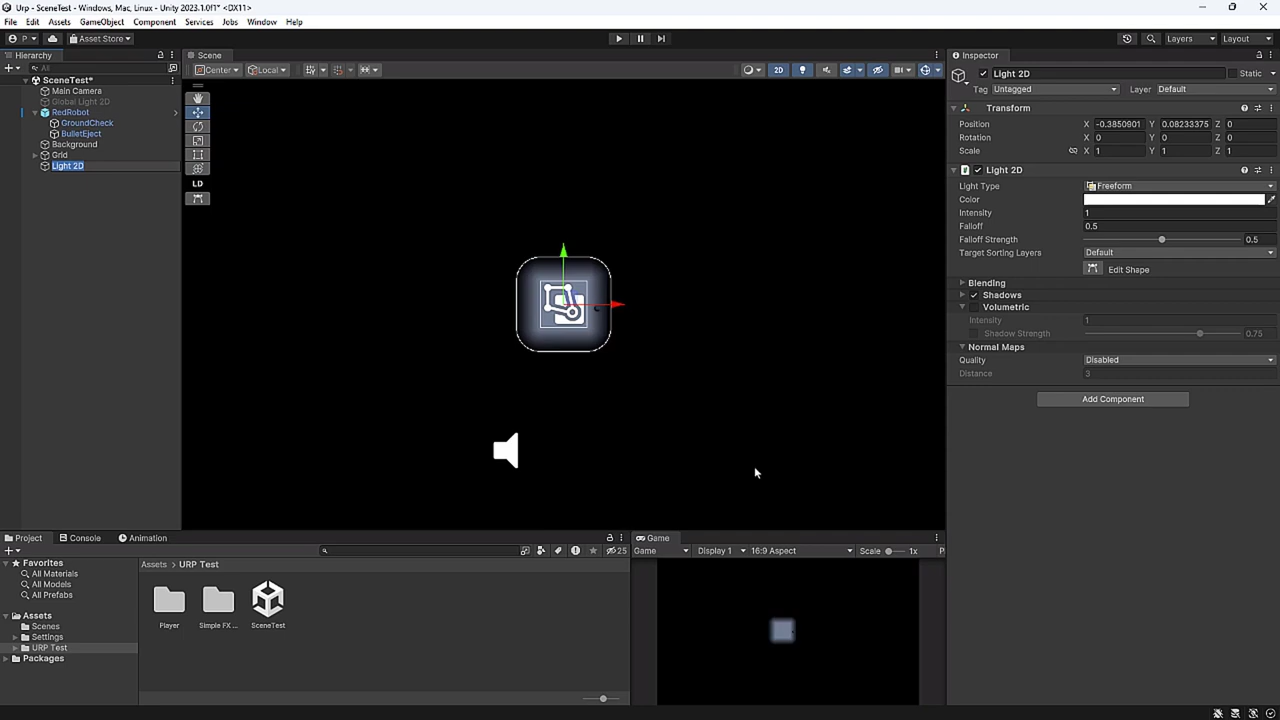 Urp - SceneTest - Windows, Mac, Linux - Unity 2023.1.0f1* <DX11>
File Edit Assets GameObject Component Services Jobs Window Help
P Asset Store Layers Layout
Hierarchy
All
SceneTest*
Main Camera
Global Light 2D
RedRobot
GroundCheck
BulletEject
Background
Grid
Light 2D
Scene
Center Local 2D
LD
Inspector
Light 2D Static
Tag Untagged Layer Default
Transform
Position X -0.3850901 Y 0.08233375 Z 0
Rotation X 0 Y 0 Z 0
Scale X 1 Y 1 Z 1
Light 2D
Light Type Freeform
Color
Intensity 1
Falloff 0.5
Falloff Strength 0.5
Target Sorting Layers Default
Edit Shape
Blending
Shadows
Volumetric
Intensity 1
Shadow Strength 0.75
Normal Maps
Quality Disabled
Distance 3
Add Component
Project Console Animation
25
Favorites
All Materials
All Models
All Prefabs
Assets
Scenes
Settings
URP Test
Packages
Assets > URP Test
Player Simple FX ... SceneTest
Game
Game Display 1 16:9 Aspect Scale 1x P